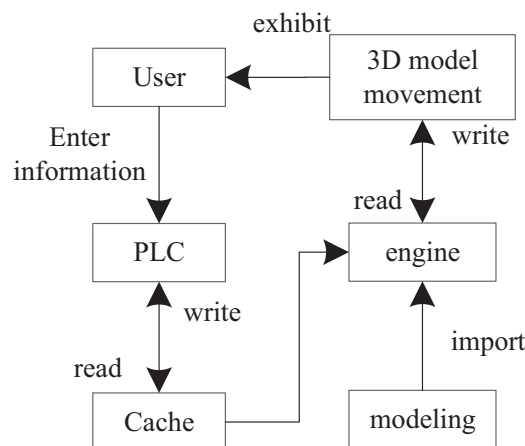 exhibit
User
3D model
movement
Enter
information
write
read
PLC
engine
write
import
read
Cache
modeling